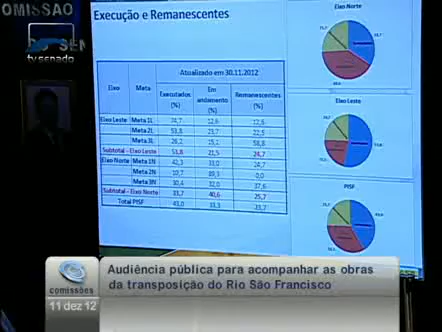 OMISSAO
DO SEN
tv senado
Execução e Remanescentes
Atualizado em 30.11.2012
Eixo Meta Executados (%) Em andamento (%) Remanescentes (%)
Eixo Leste Meta 1L 74,7 12,6 12,6
Meta 2L 53,8 23,7 22,5
Meta 3L 26,2 15,1 58,8
Subtotal - Eixo Leste 53,8 21,5 24,7
Eixo Norte Meta 1N 42,3 33,0 24,7
Meta 2N 10,7 89,3 0,0
Meta 3N 30,4 32,0 37,6
Subtotal - Eixo Norte 33,7 40,6 25,7
Total PISF 43,0 33,3 23,7
Eixo Norte
Eixo Leste
PISF
Audiência pública para acompanhar as obras
da transposição do Rio São Francisco
comissões
11 dez 12